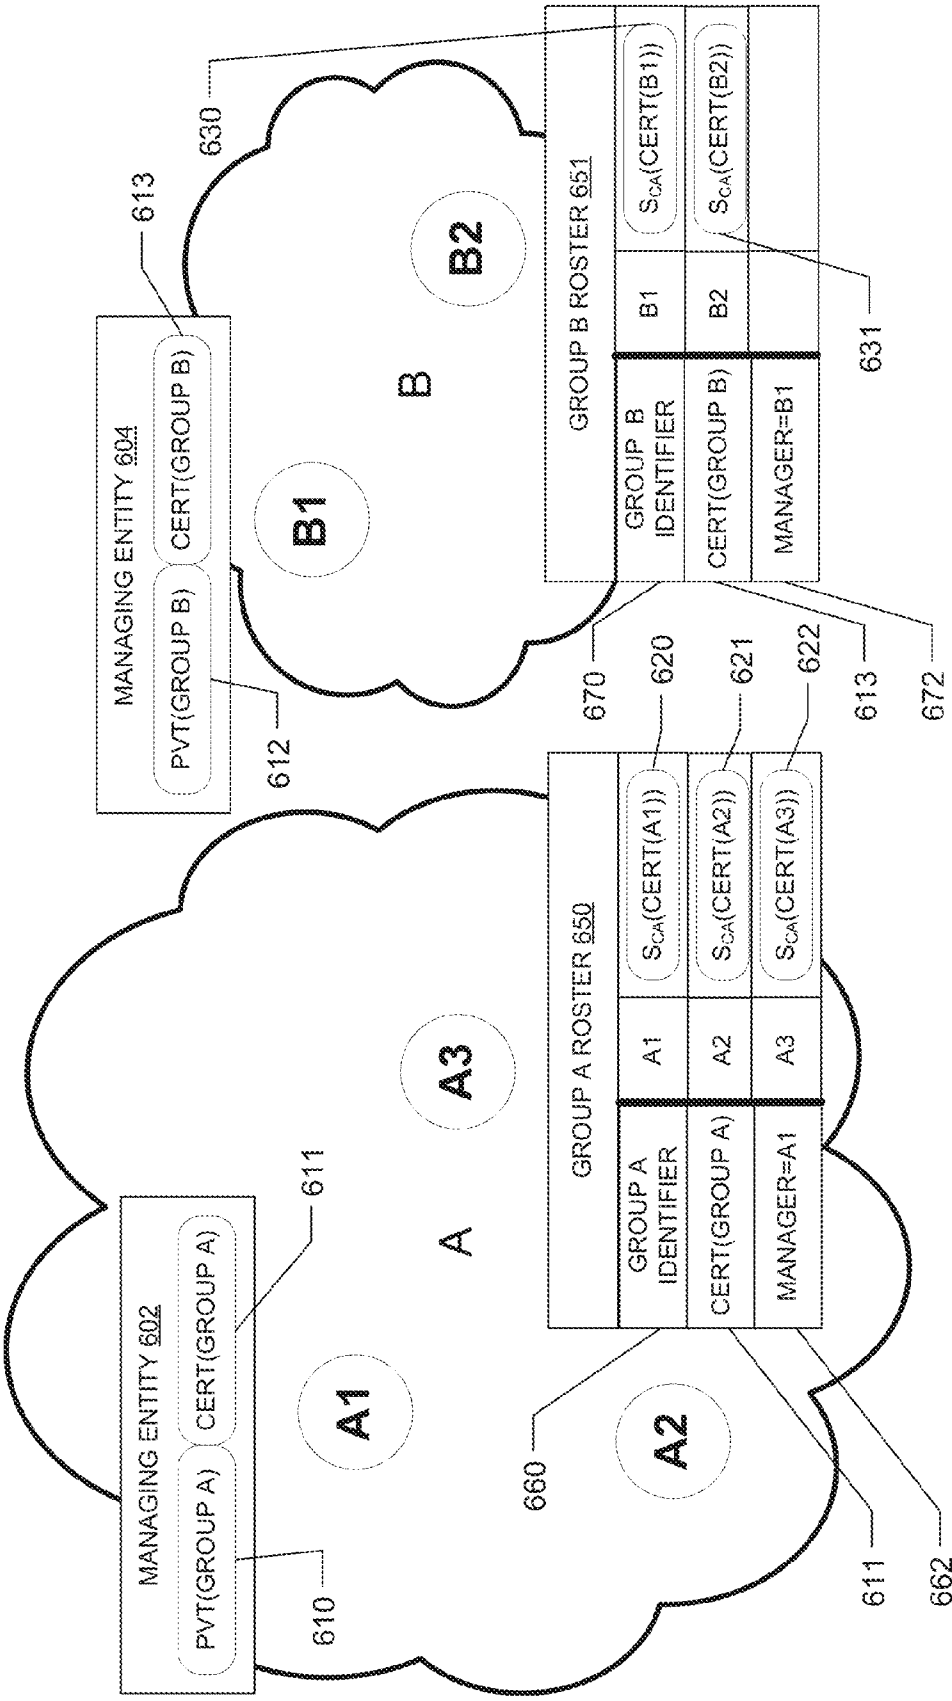 MANAGING ENTITY 602
PVT(GROUP A) CERT(GROUP A)
610
611
A1
A2
A3
A
GROUP A ROSTER 650
GROUP A IDENTIFIER A1 SCA(CERT(A1))
CERT(GROUP A) A2 SCA(CERT(A2))
MANAGER=A1 A3 SCA(CERT(A3))
660
611
662
620
621
622
MANAGING ENTITY 604
PVT(GROUP B) CERT(GROUP B)
612
613
B1
B2
B
GROUP B ROSTER 651
GROUP B IDENTIFIER B1 SCA(CERT(B1))
CERT(GROUP B) B2 SCA(CERT(B2))
MANAGER=B1
670
613
672
630
631